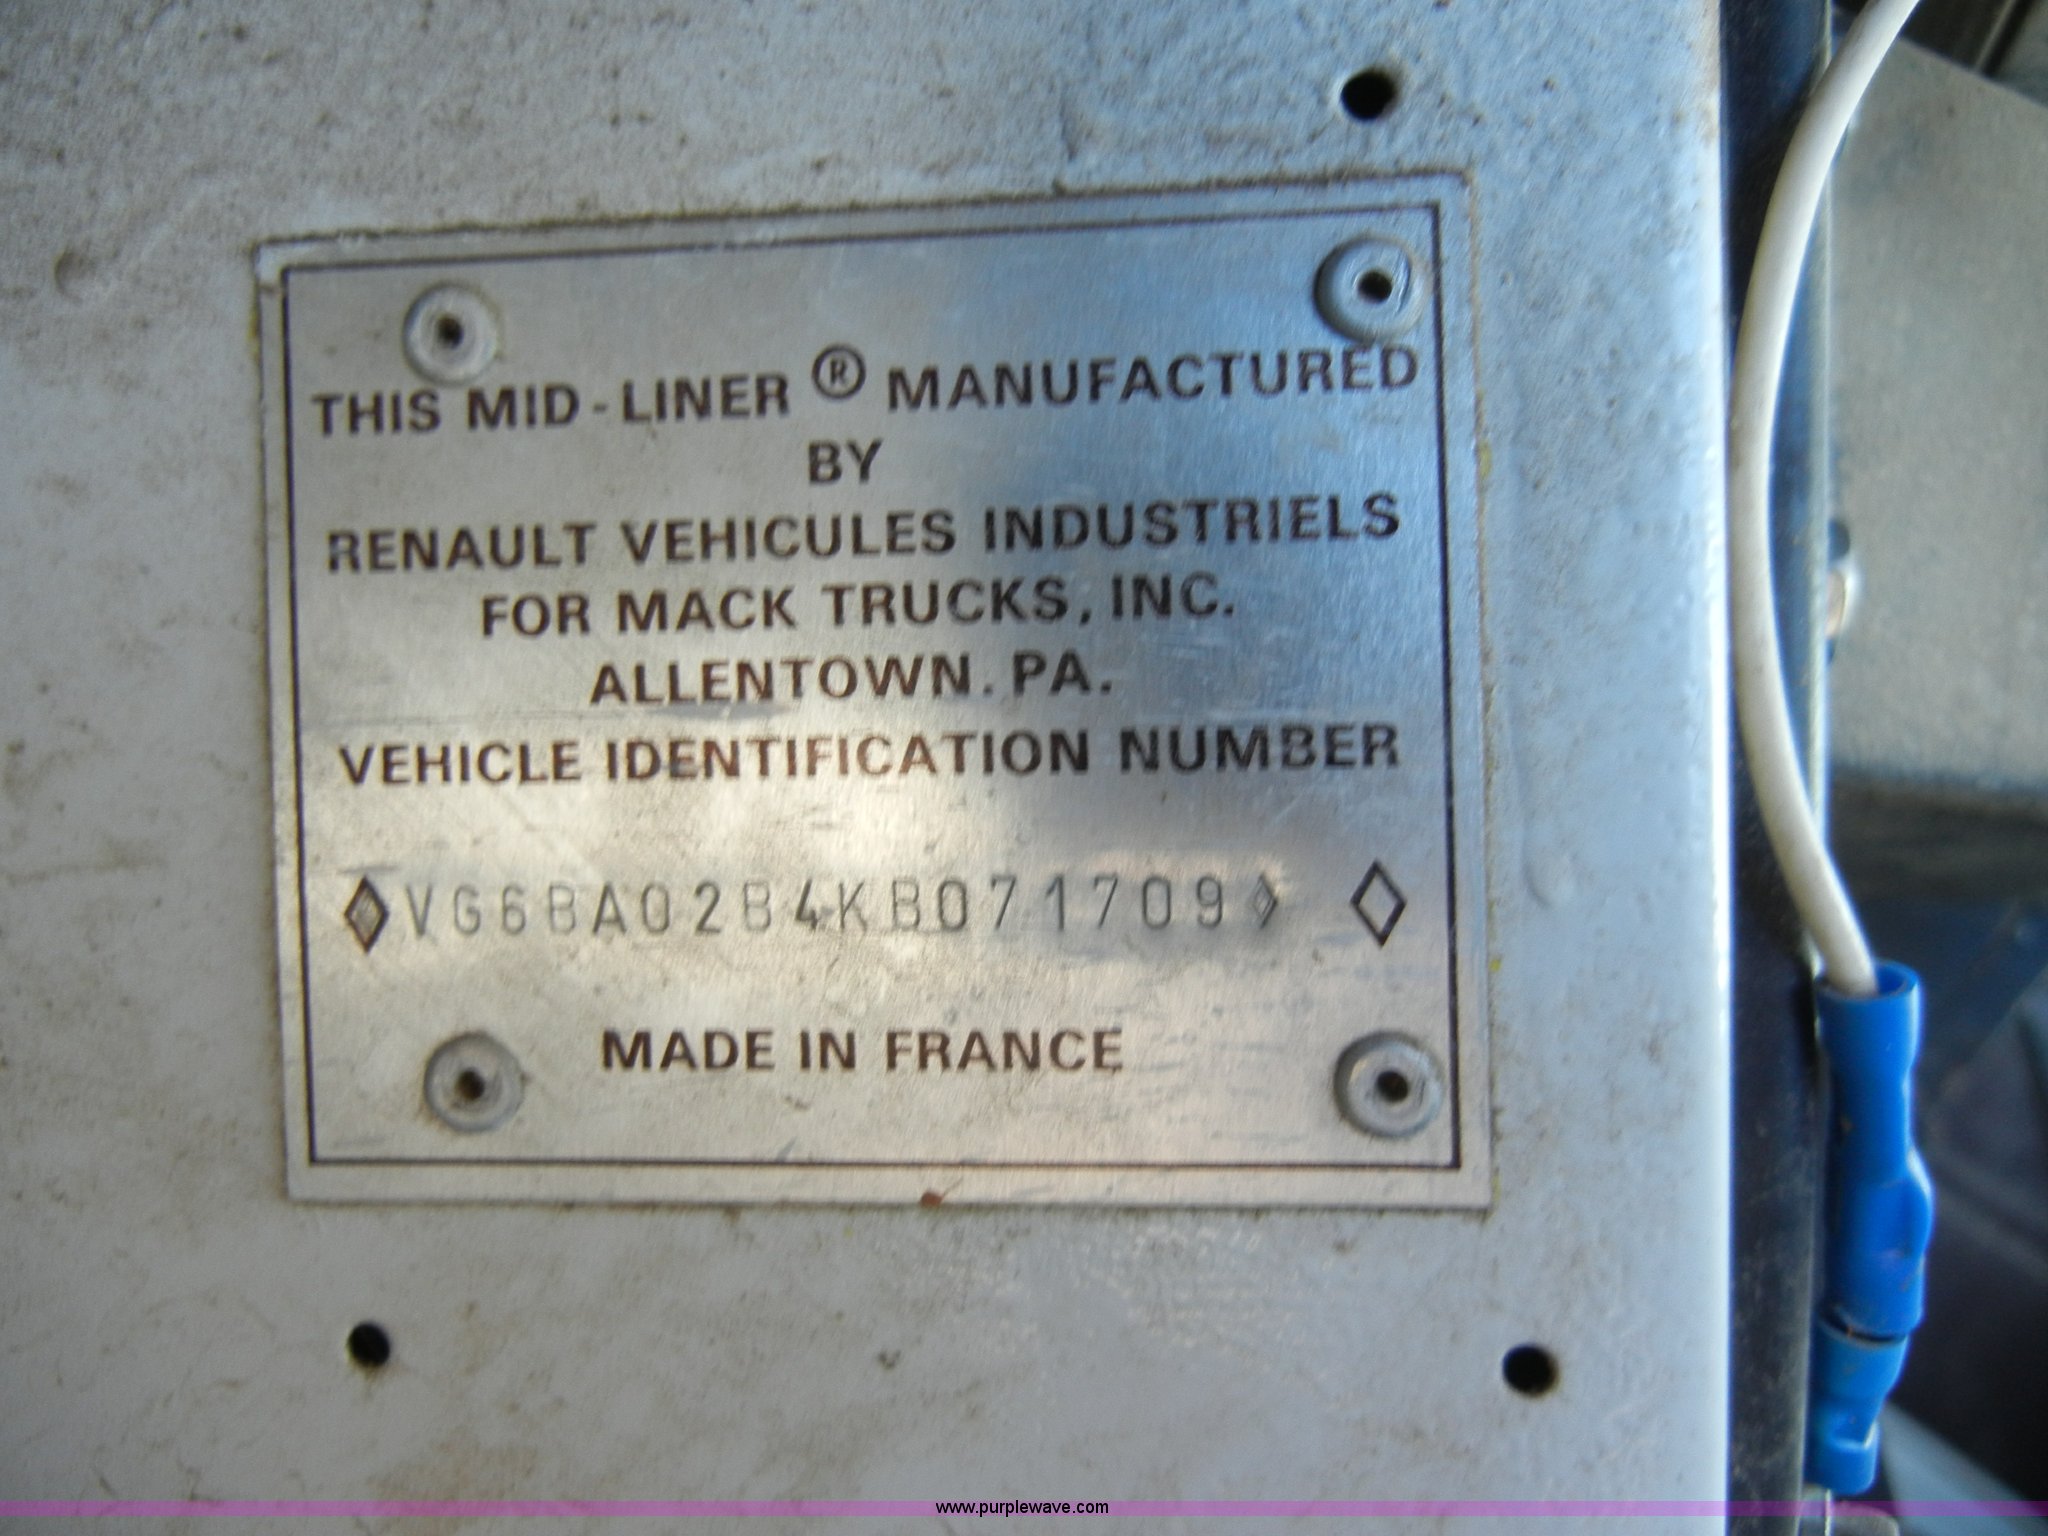 THIS MID-LINER ® MANUFACTURED
BY
RENAULT VEHICULES INDUSTRIELS
FOR MACK TRUCKS, INC.
ALLENTOWN. PA.
VEHICLE IDENTIFICATION NUMBER
◊VG6BA02B4KB071709◊ ◊
MADE IN FRANCE
www.purplewave.com